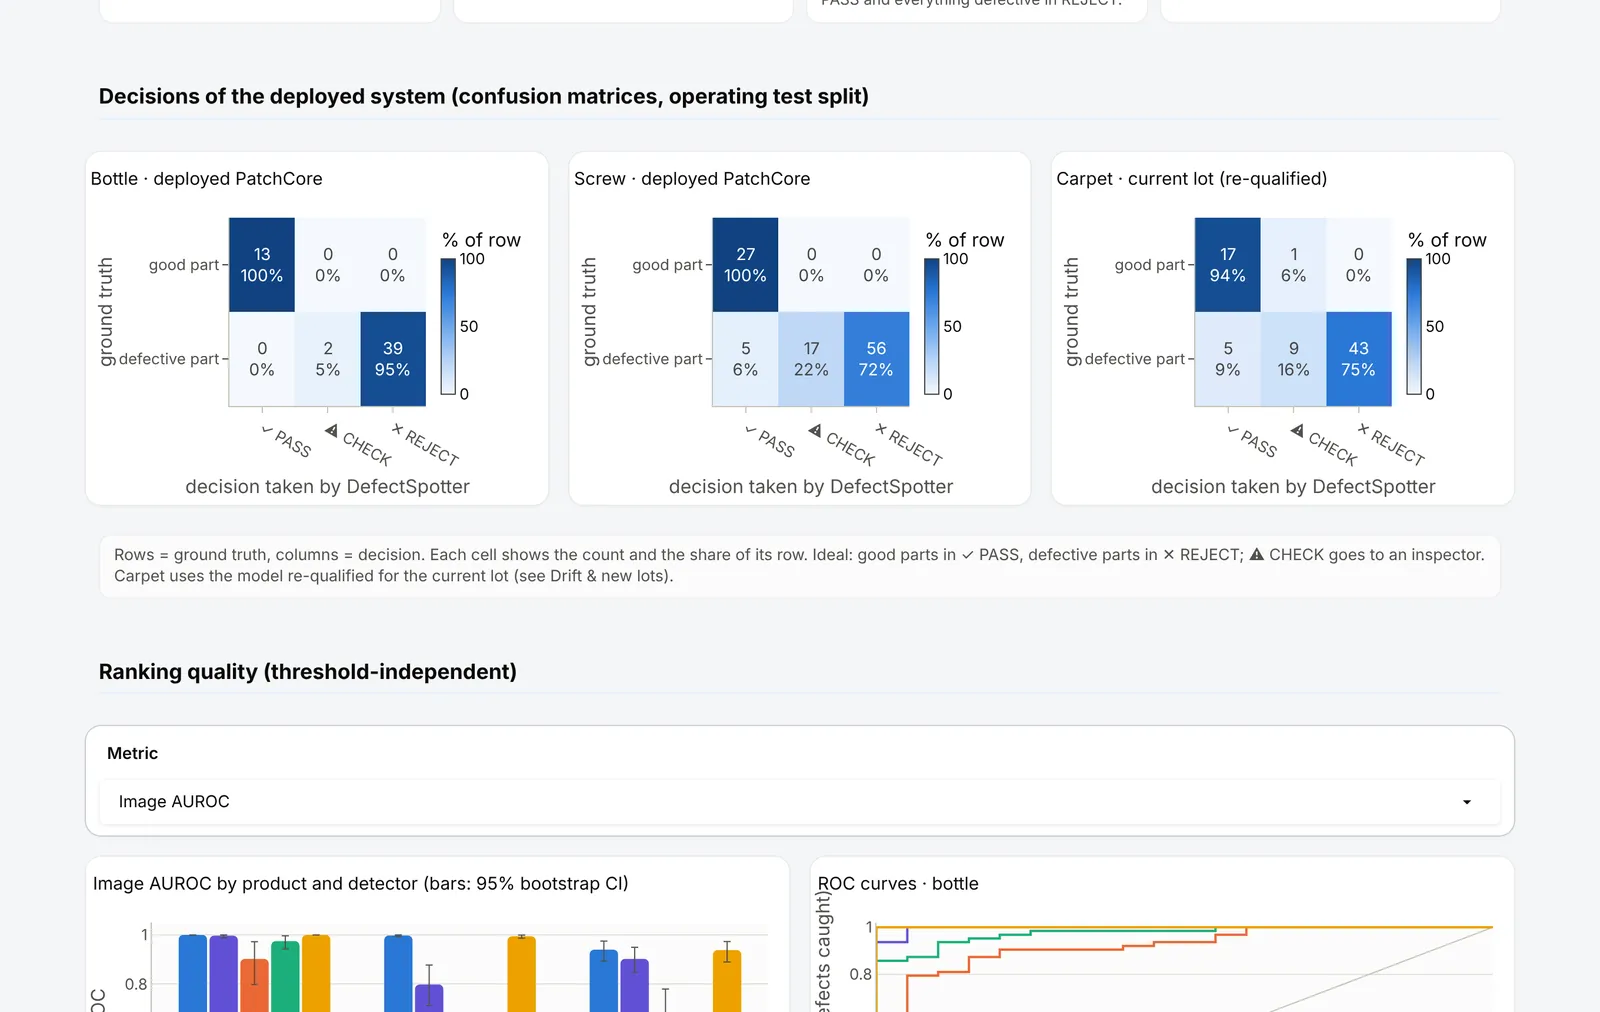 PASS and everything defective in REJECT.
Decisions of the deployed system (confusion matrices, operating test split)
Bottle · deployed PatchCore
% of row
100
50
0
ground truth
good part
defective part
13
100%
0
0%
0
0%
0
0%
2
5%
39
95%
✓ PASS
⚠ CHECK
✕ REJECT
decision taken by DefectSpotter
Screw · deployed PatchCore
% of row
100
50
0
ground truth
good part
defective part
27
100%
0
0%
0
0%
5
6%
17
22%
56
72%
✓ PASS
⚠ CHECK
✕ REJECT
decision taken by DefectSpotter
Carpet · current lot (re-qualified)
% of row
100
50
0
ground truth
good part
defective part
17
94%
1
6%
0
0%
5
9%
9
16%
43
75%
✓ PASS
⚠ CHECK
✕ REJECT
decision taken by DefectSpotter
Rows = ground truth, columns = decision. Each cell shows the count and the share of its row. Ideal: good parts in ✓ PASS, defective parts in ✕ REJECT; ⚠ CHECK goes to an inspector.
Carpet uses the model re-qualified for the current lot (see Drift & new lots).
Ranking quality (threshold-independent)
Metric
Image AUROC
Image AUROC by product and detector (bars: 95% bootstrap CI)
1
0.8
ROC curves · bottle
defects caught)
1
0.8